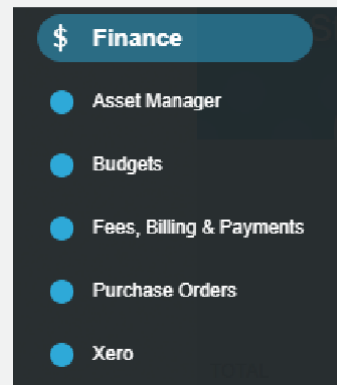 $ Finance
Asset Manager
Budgets
Fees, Billing & Payments
Purchase Orders
Xero